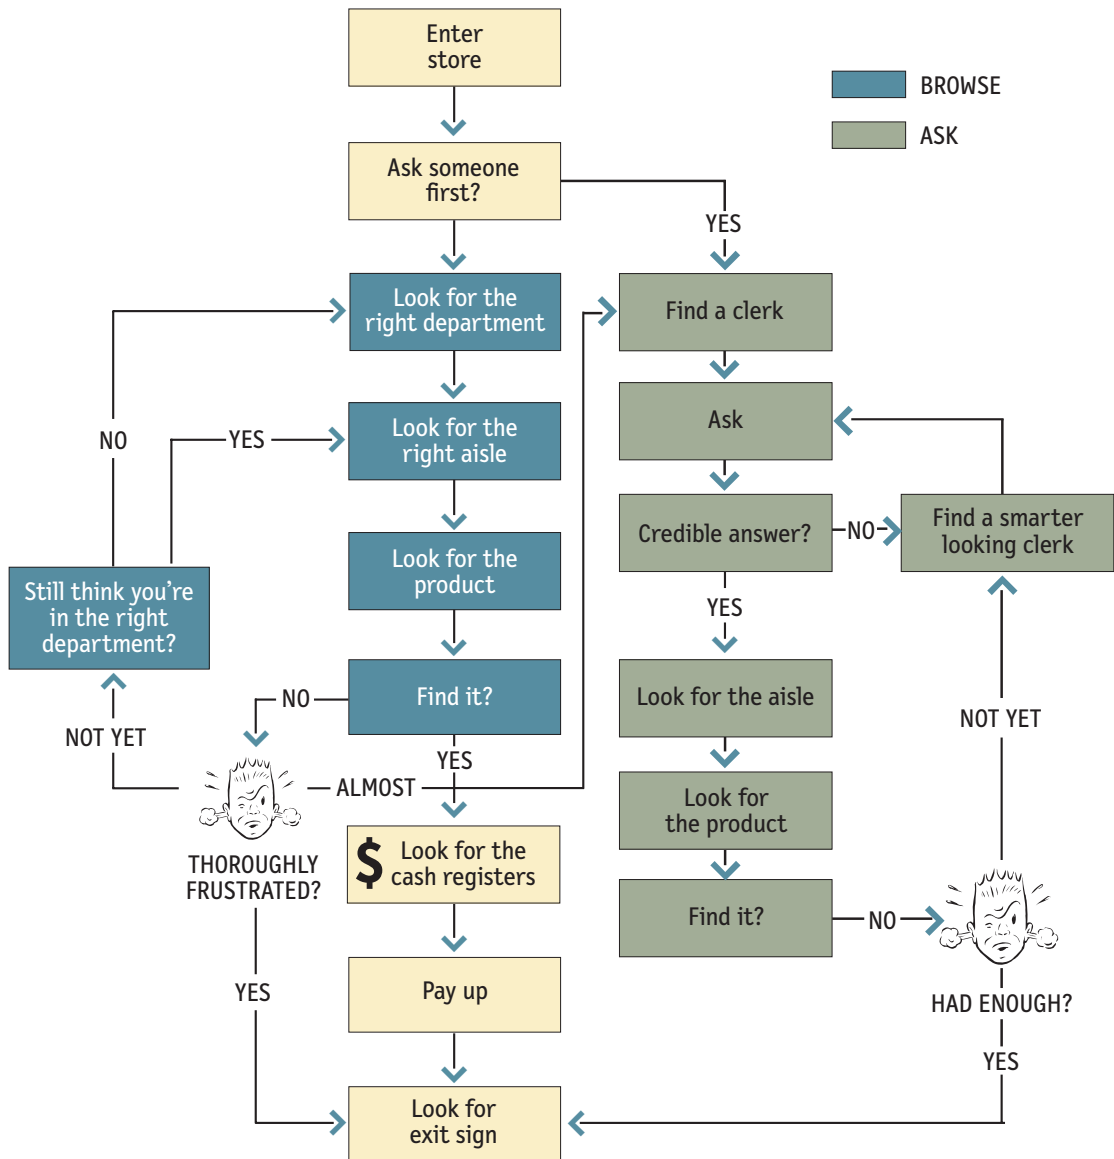 Enter
store
BROWSE
ASK
Ask someone
first?
YES
Look for the
right department
Find a clerk
NO
YES
Look for the
right aisle
Ask
Look for the
product
Credible answer?
NO
Find a smarter
looking clerk
Still think you're
in the right
department?
YES
Find it?
NO
Look for the aisle
NOT YET
NOT YET
YES
ALMOST
Look for
the product
THOROUGHLY
FRUSTRATED?
$ Look for the
cash registers
Find it?
NO
YES
Pay up
HAD ENOUGH?
YES
Look for
exit sign